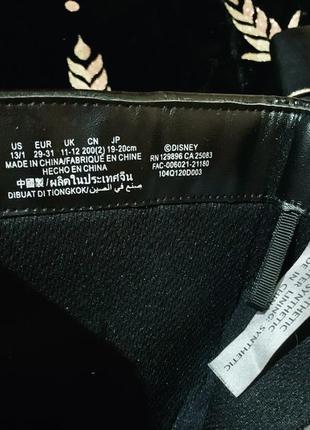 US EUR UK CN JP
13/1 29-31 11-12 200(2) 19-20cm
MADE IN CHINA/FABRIQUÉ EN CHINE
HECHO EN CHINA
中國製/ผลิตในประเทศจีน
صنع في الصين/DIBUAT DI TIONGKOK
©DISNEY
RN 129896 CA 25083
FAC-006021-21180
104Q120D003
SYNTHETIC
LINING:
SYNTHETIC